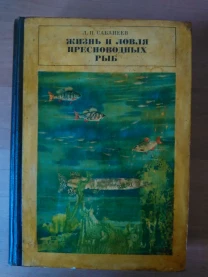 Л. П. САБАНЕЕВ
ЖИЗНЬ И ЛОВЛЯ
ПРЕСНОВОДНЫХ
РЫБ